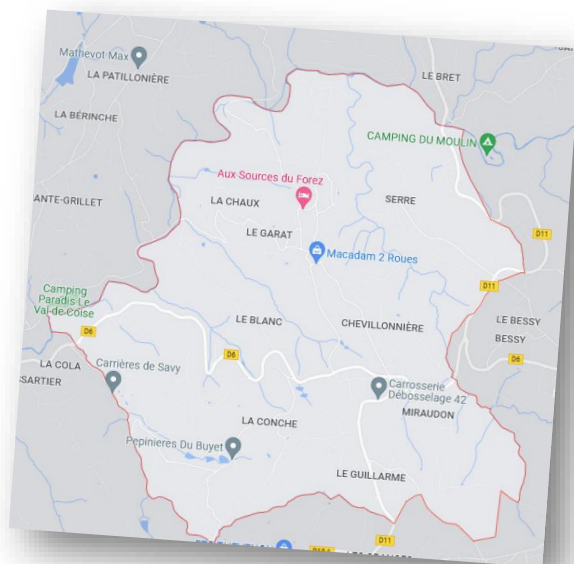 Mathevot Max
LA PATILLONIÈRE
LE BRET
LA BÉRINCHE
CAMPING DU MOULIN
Aux Sources du Forez
LA CHAUX
SERRE
ANTE-GRILLET
LE GARAT
D11
Macadam 2 Roues
D11
Camping
Paradis Le
Val-de-Coise
LE BLANC
CHEVILLONNIÈRE
LE BESSY
BESSY
D6
D6
D6
LA COLA
SSARTIER
Carrières de Savy
Carrosserie
Débosselage 42
MIRAUDON
LA CONCHE
Pepinieres Du Buyet
LE GUILLARME
D11